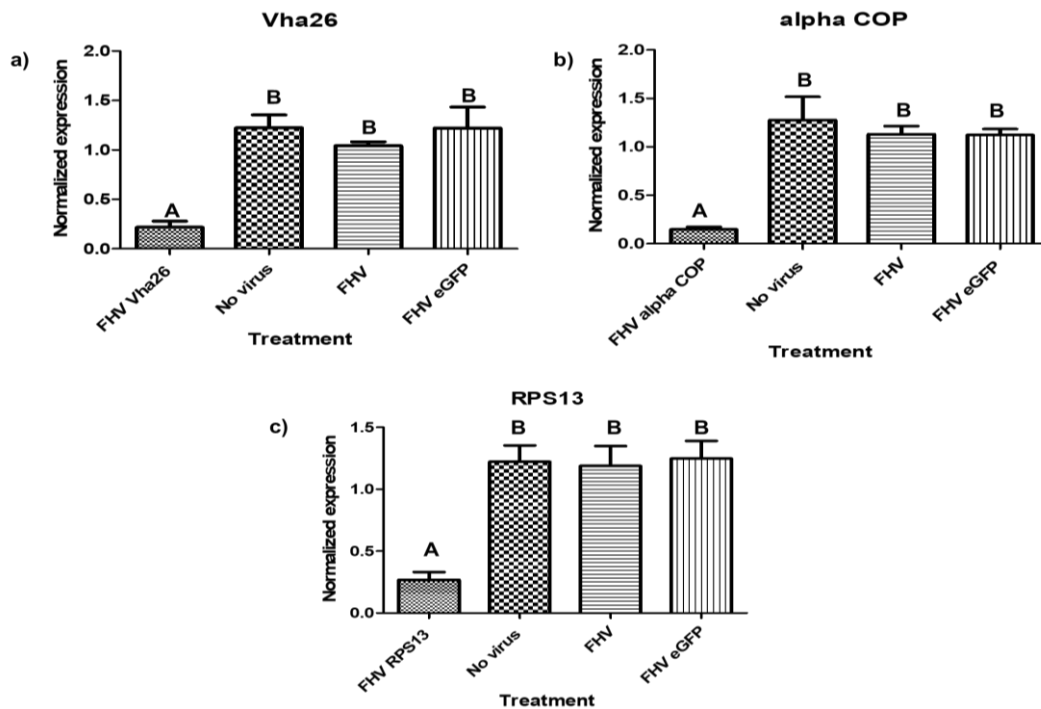 Vha26
a)
Normalized expression
2.0
1.5
1.0
0.5
0.0
A
B
B
B
FHV Vha26
No virus
FHV
FHV eGFP
Treatment
alpha COP
b)
Normalized expression
2.0
1.5
1.0
0.5
0.0
A
B
B
B
FHV alpha COP
No virus
FHV
FHV eGFP
Treatment
RPS13
c)
Normalized expression
1.5
1.0
0.5
0.0
A
B
B
B
FHV RPS13
No virus
FHV
FHV eGFP
Treatment